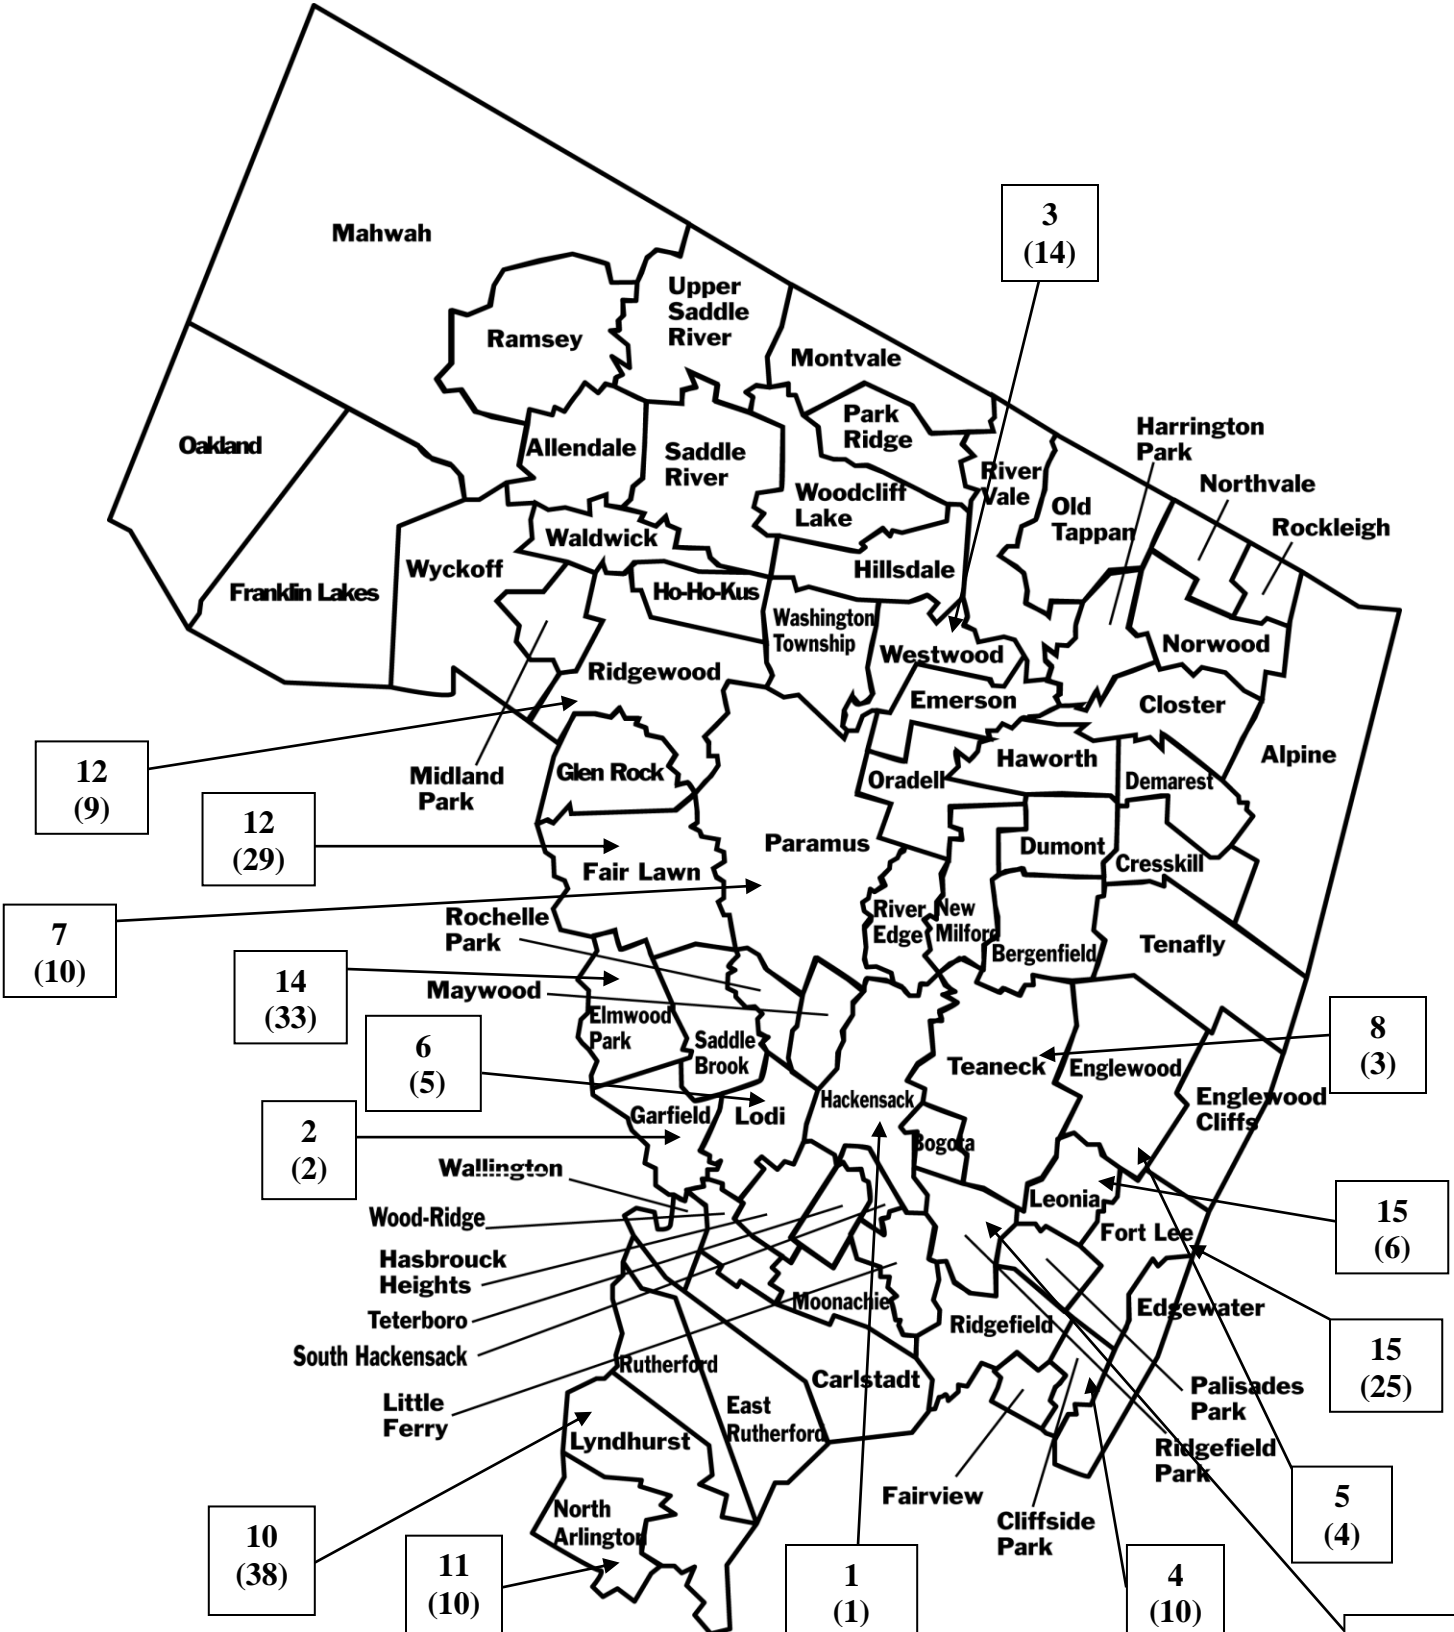 3
(14)
Mahwah
Upper
Saddle
River
Ramsey
Montvale
Park
Ridge
Harrington
Park
Oakland
Allendale
Saddle
River
River
Vale
Northvale
Woodcliff
Lake
Old
Tappan
Rockleigh
Waldwick
Wyckoff
Hillsdale
Franklin Lakes
Ho-Ho-Kus
Washington
Township
Norwood
Westwood
Ridgewood
Emerson
Closter
12
(9)
Midland
Park
Glen Rock
Haworth
Alpine
Oradell
Demarest
12
(29)
Paramus
Dumont
Fair Lawn
Cresskill
7
(10)
Rochelle
Park
River
Edge
New
Milford
Bergenfield
Tenafly
14
(33)
Maywood
Elmwood
Park
Saddle
Brook
8
(3)
6
(5)
Teaneck
Englewood
Englewood
Cliffs
Hackensack
Garfield
Lodi
2
(2)
Bogota
Wallington
Leonia
15
(6)
Wood-Ridge
Fort Lee
Hasbrouck
Heights
Teterboro
Moonachie
Edgewater
Ridgefield
South Hackensack
Rutherford
15
(25)
Carlstadt
Palisades
Park
Little
Ferry
East
Rutherford
Lyndhurst
Ridgefield
Park
Fairview
North
Arlington
Cliffside
Park
5
(4)
10
(38)
11
(10)
1
(1)
4
(10)